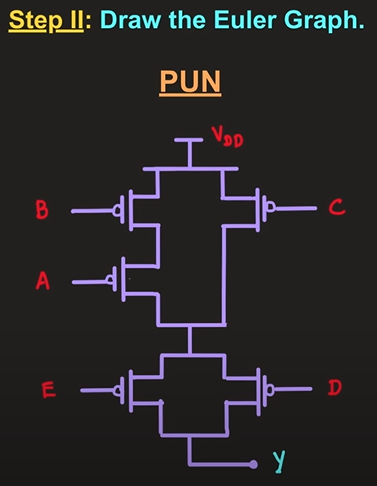 Step II: Draw the Euler Graph.
PUN
VDD
B
C
A
E
D
y